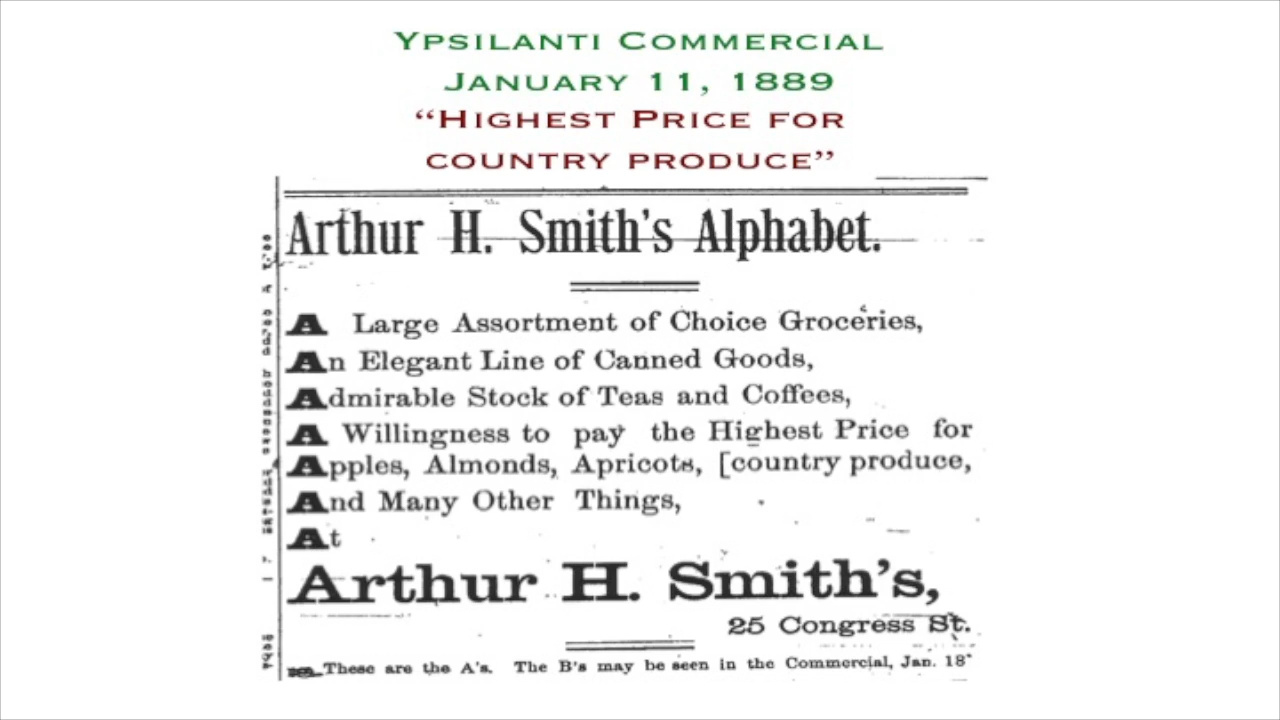 Ypsilanti Commercial
January 11, 1889
“Highest Price for
country produce”
Arthur H. Smith's Alphabet.
A Large Assortment of Choice Groceries,
An Elegant Line of Canned Goods,
Admirable Stock of Teas and Coffees,
A Willingness to pay the Highest Price for
Apples, Almonds, Apricots, [country produce,
And Many Other Things,
At
Arthur H. Smith's,
25 Congress St.
These are the A's. The B's may be seen in the Commercial, Jan. 18